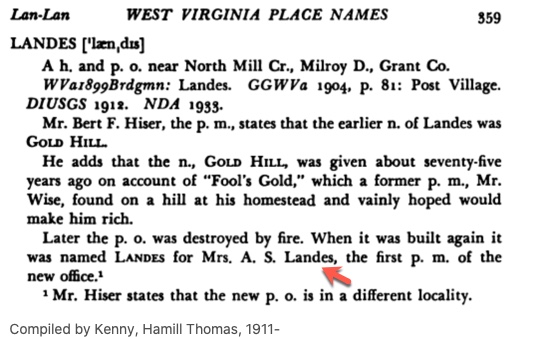 Lan-Lan WEST VIRGINIA PLACE NAMES 359
LANDES ['læn,dɪs]
A h. and p. o. near North Mill Cr., Milroy D., Grant Co.
WVa1899Brdgmn: Landes. GGWVa 1904, p. 81: Post Village.
DIUSGS 1912. NDA 1933.
Mr. Bert F. Hiser, the p. m., states that the earlier n. of Landes was
GOLD HILL.
He adds that the n., GOLD HILL, was given about seventy-five
years ago on account of "Fool's Gold," which a former p. m., Mr.
Wise, found on a hill at his homestead and vainly hoped would
make him rich.
Later the p. o. was destroyed by fire. When it was built again it
was named LANDES for Mrs. A. S. Landes, the first p. m. of the
new office.¹
¹ Mr. Hiser states that the new p. o. is in a different locality.
Compiled by Kenny, Hamill Thomas, 1911-